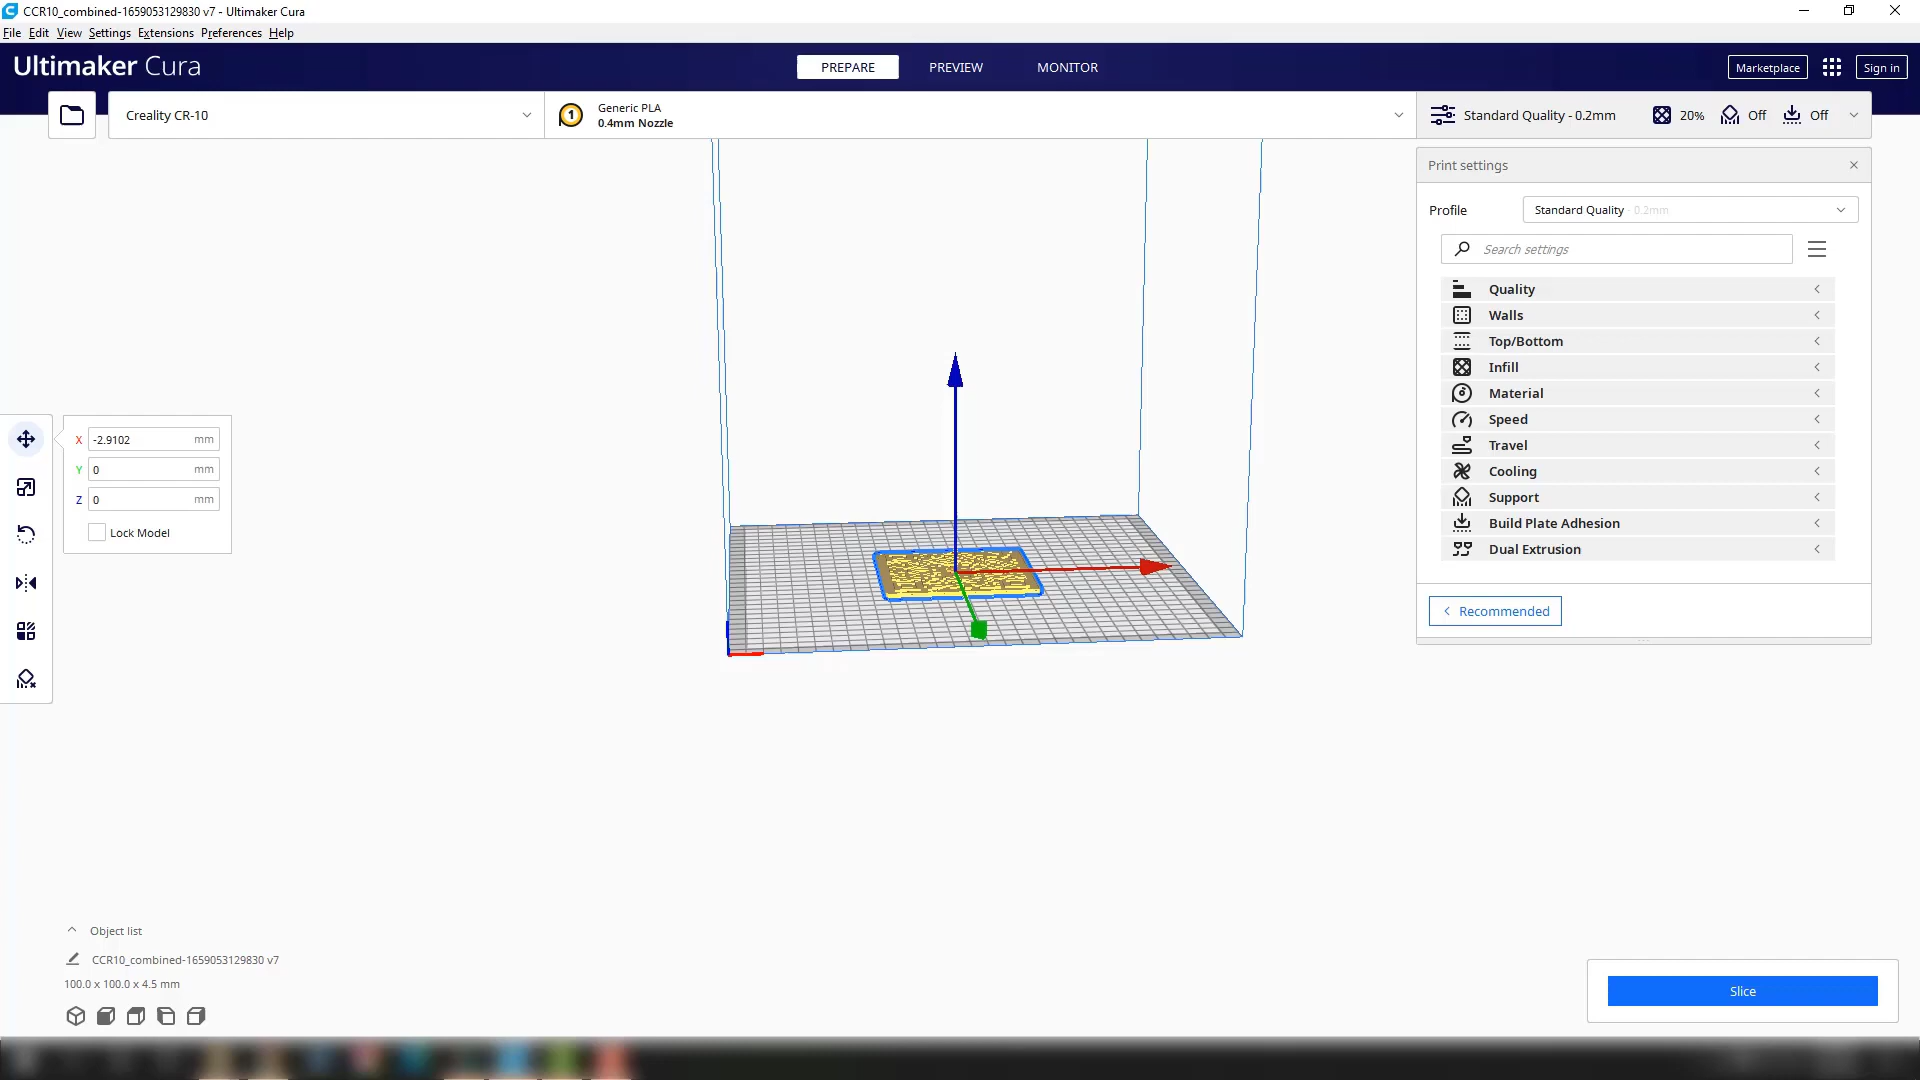 CCR10_combined-1659053129830 v7 - Ultimaker Cura
File Edit View Settings Extensions Preferences Help
Ultimaker Cura
PREPARE
PREVIEW
MONITOR
Marketplace
Sign in
Creality CR-10
1
Generic PLA
0.4mm Nozzle
Standard Quality - 0.2mm
20%
Off
Off
Print settings
Profile
Standard Quality - 0.2mm
Search settings
Quality
Walls
Top/Bottom
Infill
Material
Speed
Travel
Cooling
Support
Build Plate Adhesion
Dual Extrusion
Recommended
X -2.9102 mm
Y 0 mm
Z 0 mm
Lock Model
Object list
CCR10_combined-1659053129830 v7
100.0 x 100.0 x 4.5 mm
Slice